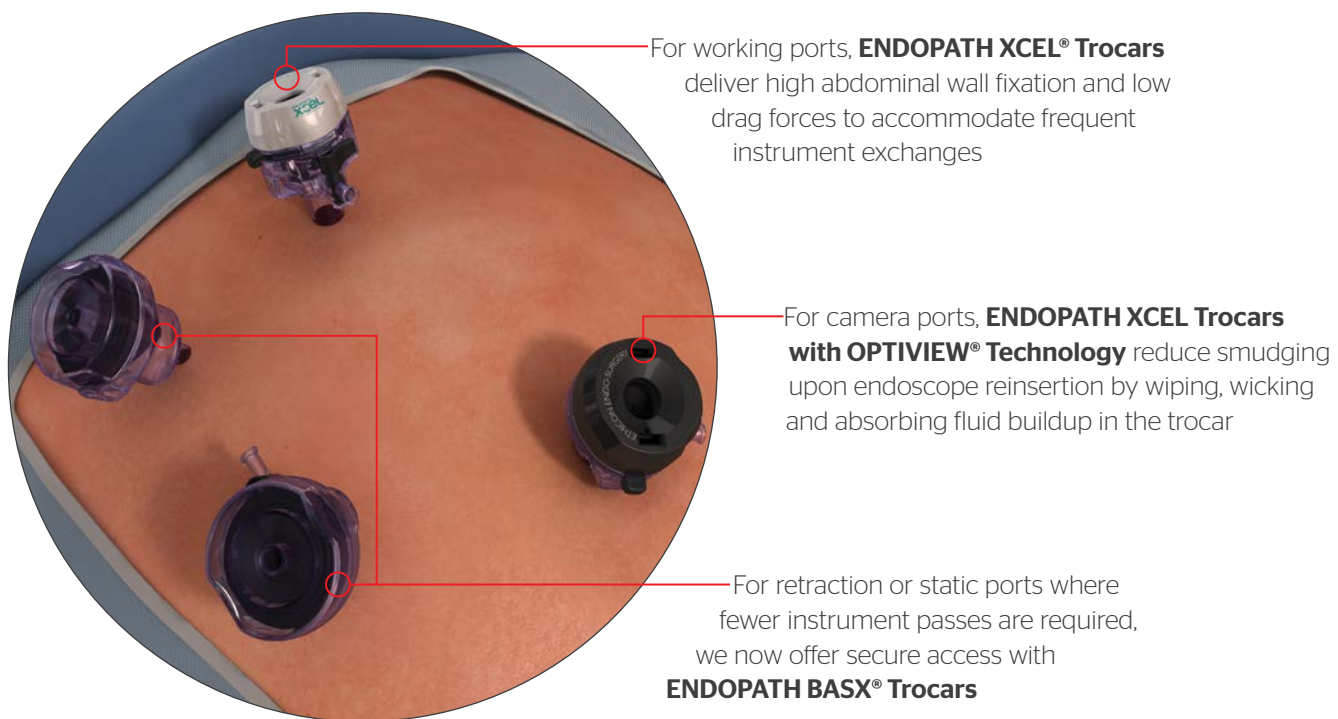 For working ports, ENDOPATH XCEL® Trocars
deliver high abdominal wall fixation and low
drag forces to accommodate frequent
instrument exchanges
For camera ports, ENDOPATH XCEL Trocars
with OPTIVIEW® Technology reduce smudging
upon endoscope reinsertion by wiping, wicking
and absorbing fluid buildup in the trocar
ETHICON ENDO-SURGERY
For retraction or static ports where
fewer instrument passes are required,
we now offer secure access with
ENDOPATH BASX® Trocars